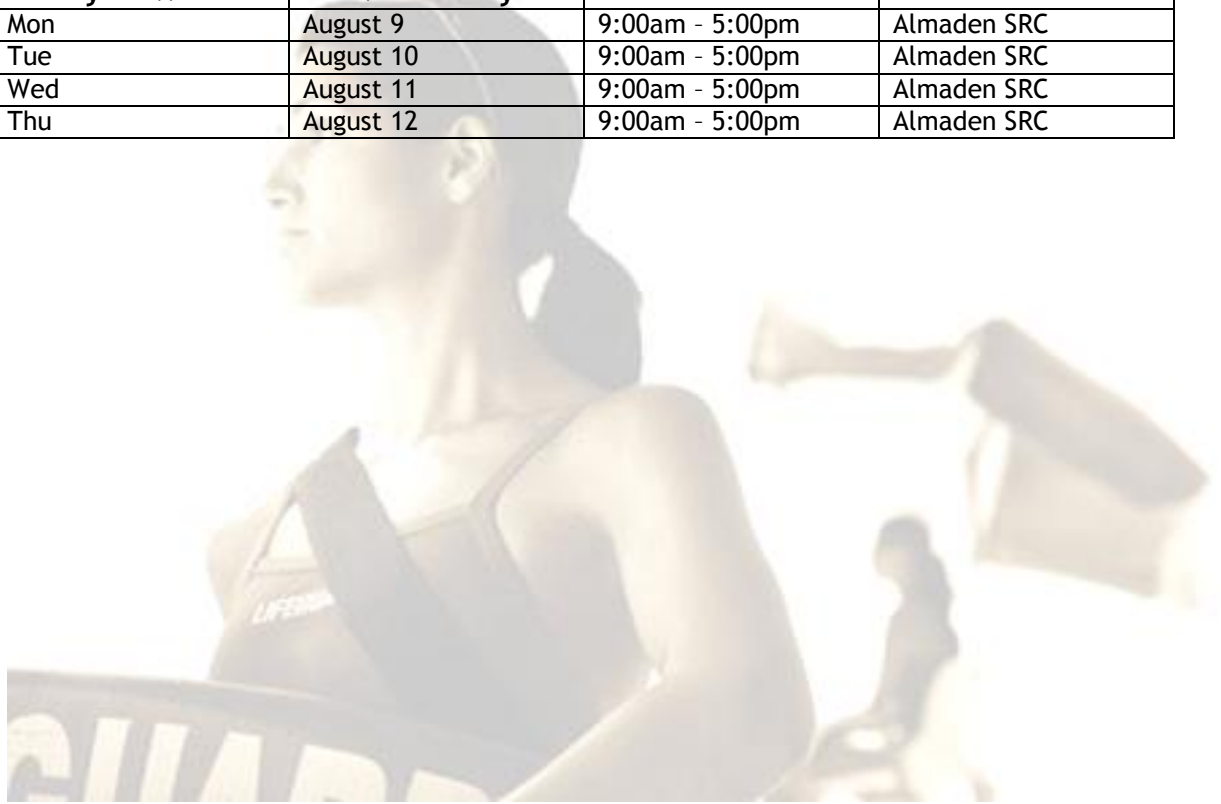 Mon August 9 9:00am – 5:00pm Almaden SRC
Tue August 10 9:00am – 5:00pm Almaden SRC
Wed August 11 9:00am – 5:00pm Almaden SRC
Thu August 12 9:00am – 5:00pm Almaden SRC
GUARD